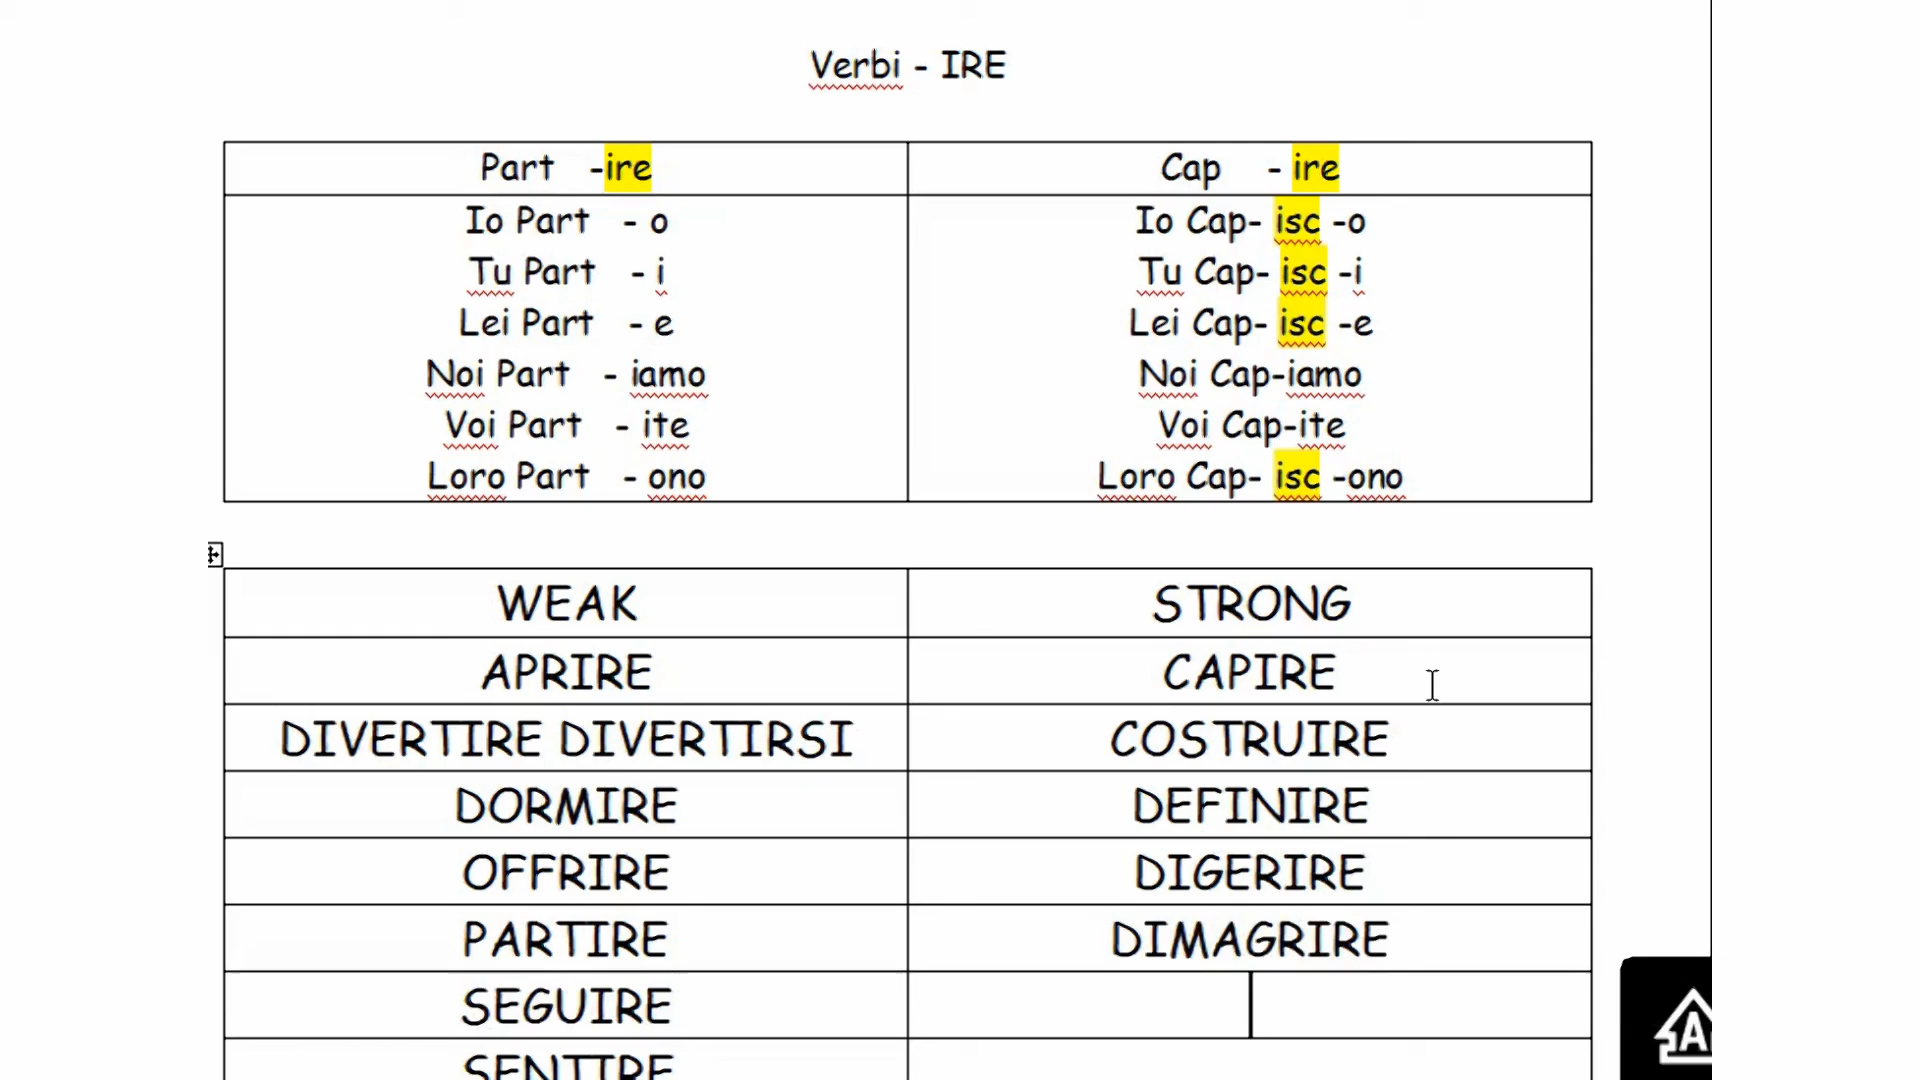 Verbi - IRE
Part -ire
Cap - ire
Io Part - o
Tu Part - i
Lei Part - e
Noi Part - iamo
Voi Part - ite
Loro Part - ono
Io Cap- isc -o
Tu Cap- isc -i
Lei Cap- isc -e
Noi Cap-iamo
Voi Cap-ite
Loro Cap- isc -ono
WEAK
STRONG
APRIRE
CAPIRE
DIVERTIRE DIVERTIRSI
COSTRUIRE
DORMIRE
DEFINIRE
OFFRIRE
DIGERIRE
PARTIRE
DIMAGRIRE
SEGUIRE
SENTIRE
A